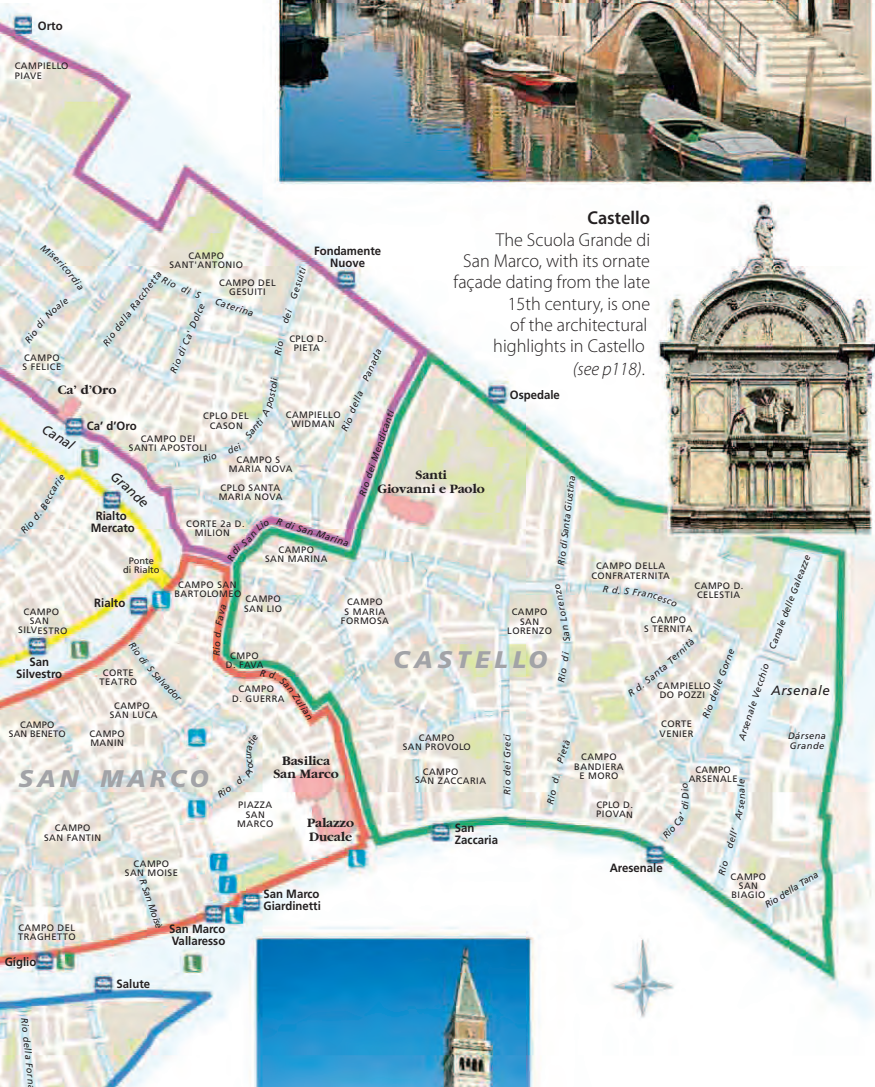 Orto
CAMPIELLO
PIAVE
Castello
The Scuola Grande di
San Marco, with its ornate
façade dating from the late
15th century, is one
of the architectural
highlights in Castello
(see p118).
CAMPO
SANT'ANTONIO
Fondamente
Nuove
Misericordia
Rio di Noale
Rio della Racchetta
Rio di S
Caterina
CAMPO DEL
GESUITI
Rio dei Gesuiti
Rio di Ca' Dolce
CPLO D.
PIETA
CAMPO
S FELICE
Ca' d'Oro
Ca' d'Oro
Rio della Panada
Ospedale
CPLO DEL
CASON
CAMPIELLO
WIDMAN
Canal
Grande
CAMPO DEI
SANTI APOSTOLI
Rio dei Santi Apostoli
CAMPO S
MARIA NOVA
Rio dei Mendicanti
Santi
Giovanni e Paolo
CPLO SANTA
MARIA NOVA
Rio d. Beccarie
Rialto
Mercato
CORTE 2a D.
MILION
R di San Lio
R di San Marina
CAMPO
SAN MARINA
Rio di Santa Giustina
Ponte
di Rialto
CAMPO SAN
BARTOLOMEO
Rialto
CAMPO
SAN LIO
CAMPO
S MARIA
FORMOSA
CAMPO DELLA
CONFRATERNITA
CAMPO D.
CELESTIA
Canale delle Galeazze
R d. S Francesco
CAMPO
SAN
SILVESTRO
San
Silvestro
Rio d. Fava
CAMPO
SAN
LORENZO
Rio di San Lorenzo
CAMPO
S TERNITA
CASTELLO
R d. Santa Ternità
CMPO
D. FAVA
R d. San Zulian
CORTE
TEATRO
Rio di S Salvador
CAMPO
D. GUERRA
CAMPIELLO
DO POZZI
Rio delle Gorne
Arsenale Vecchio
Arsenale
CAMPO
SAN LUCA
CAMPO
SAN BENETO
CAMPO
MANIN
CORTE
VENIER
Dársena
Grande
CAMPO
SAN PROVOLO
SAN MARCO
Rio d. Procuratie
Basilica
San Marco
CAMPO
SAN ZACCARIA
Rio dei Greci
Rio d. Pietà
CAMPO
BANDIERA
E MORO
CAMPO
ARSENALE
PIAZZA
SAN
MARCO
Palazzo
Ducale
CPLO D.
PIOVAN
Rio Ca' di Dio
Rio dell' Arsenale
CAMPO
SAN FANTIN
San
Zaccaria
Aresenale
CAMPO
SAN MOISE
R San Moise
CAMPO
SAN
BIAGIO
Rio della Tana
San Marco
Giardinetti
San Marco
Vallaresso
CAMPO DEL
TRAGHETTO
Giglio
Salute
Rio della Forna